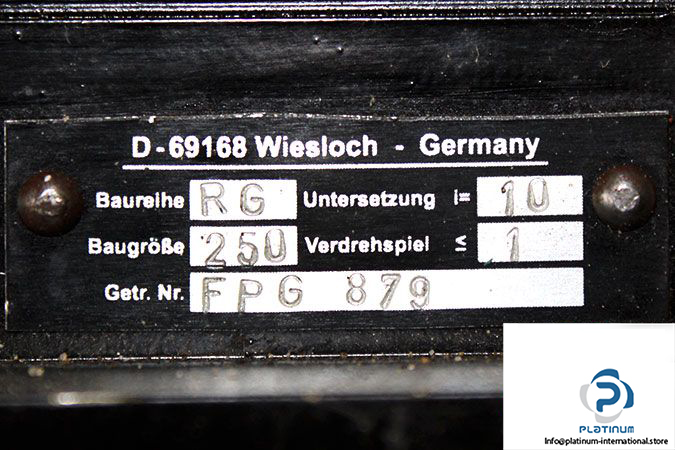 D-69168 Wiesloch - Germany
Baureihe RG Untersetzung i= 10
Baugröße 250 Verdrehspiel ≤ 1
Getr. Nr. FPG 879
PLATINUM
Info@platinum-international.store